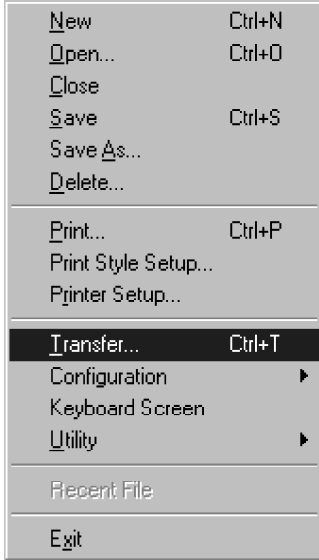 New Ctrl+N
Open... Ctrl+O
Close
Save Ctrl+S
Save As...
Delete...
Print... Ctrl+P
Print Style Setup...
Printer Setup...
Transfer... Ctrl+T
Configuration
Keyboard Screen
Utility
Recent File
Exit